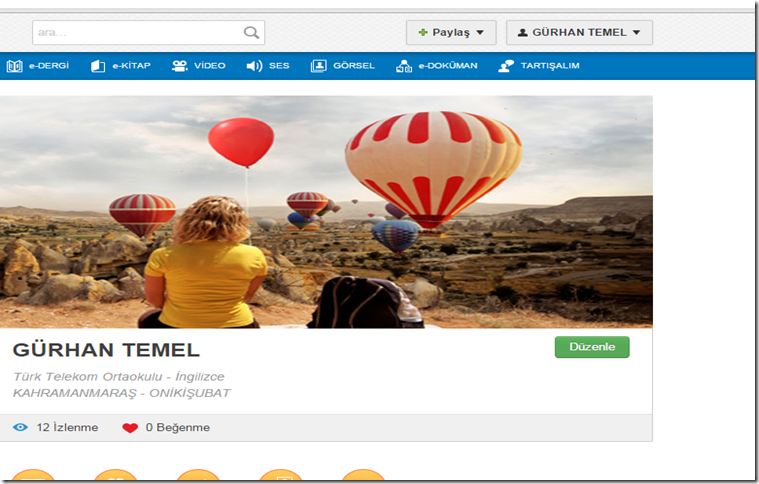 ara...
Paylaş
GÜRHAN TEMEL
e-DERGİ
e-KİTAP
VİDEO
SES
GÖRSEL
e-DOKÜMAN
TARTIŞALIM
GÜRHAN TEMEL
Düzenle
Türk Telekom Ortaokulu - İngilizce
KAHRAMANMARAŞ - ONİKİŞUBAT
12 İzlenme
0 Beğenme